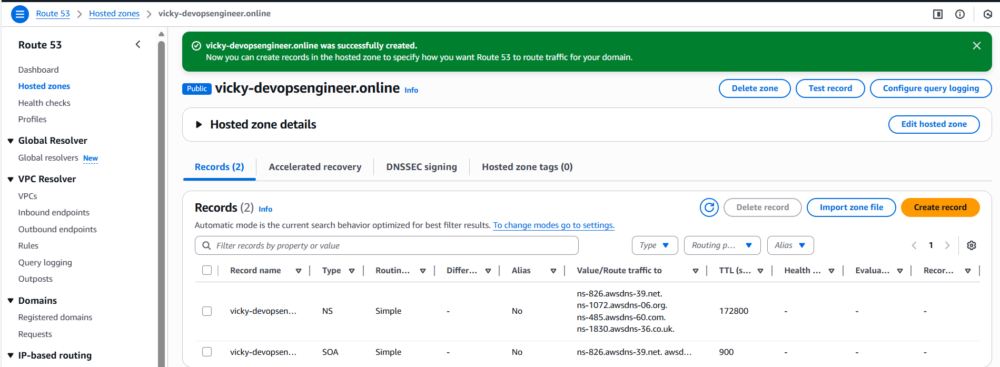 Route 53
Hosted zones
vicky-devopsengineer.online
Route 53
Dashboard
Hosted zones
Health checks
Profiles
Global Resolver
Global resolvers New
VPC Resolver
VPCs
Inbound endpoints
Outbound endpoints
Rules
Query logging
Outposts
Domains
Registered domains
Requests
IP-based routing
vicky-devopsengineer.online was successfully created.
Now you can create records in the hosted zone to specify how you want Route 53 to route traffic for your domain.
Public vicky-devopsengineer.online Info
Delete zone
Test record
Configure query logging
Hosted zone details
Edit hosted zone
Records (2)
Accelerated recovery
DNSSEC signing
Hosted zone tags (0)
Records (2) Info
Delete record
Import zone file
Create record
Automatic mode is the current search behavior optimized for best filter results. To change modes go to settings.
Filter records by property or value
Type
Routing p...
Alias
1
Record name Type Routin... Differ... Alias Value/Route traffic to TTL (s... Health ... Evalua... Recor...
vicky-devopsen... NS Simple - No
ns-826.awsdns-39.net.
ns-1072.awsdns-06.org.
ns-485.awsdns-60.com.
ns-1830.awsdns-36.co.uk.
172800 - - -
vicky-devopsen... SOA Simple - No ns-826.awsdns-39.net. awsd... 900 - - -